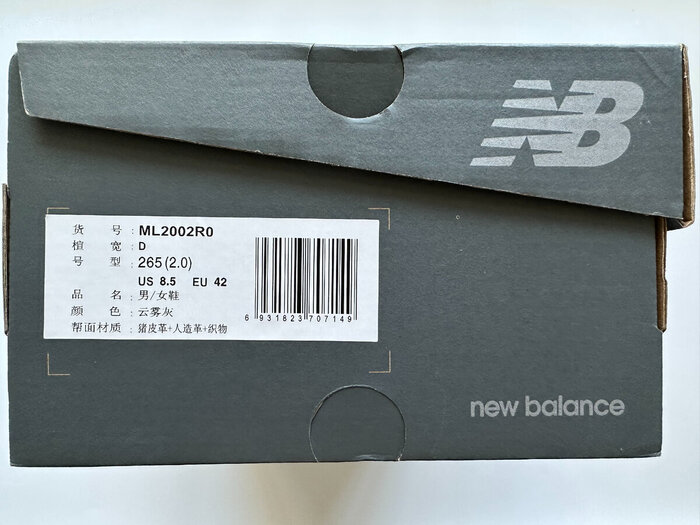 NB
货 号 : ML2002R0
楦 宽 : D
号 型 : 265(2.0)
US 8.5 EU 42
品 名 : 男/女鞋
颜 色 : 云雾灰
帮面材质 : 猪皮革+人造革+织物
6 931823 707149
new balance